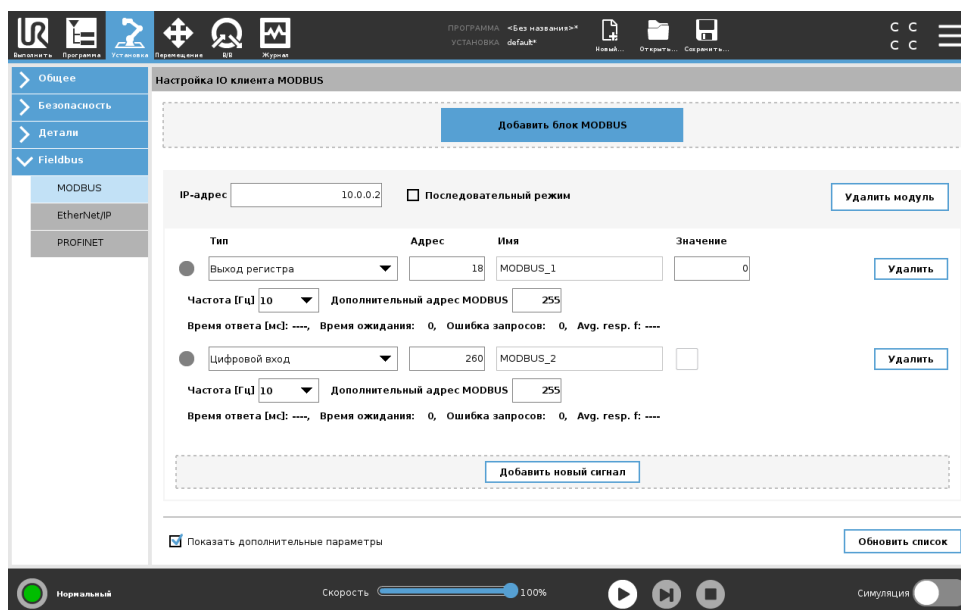 UR
ПРОГРАММА <Без названия>*
УСТАНОВКА default*
C C
C C
Выполнить Программа Установка Перемещение В/В Журнал Новый... Открыть... Сохранить...
Общее
Безопасность
Детали
Fieldbus
MODBUS
EtherNet/IP
PROFINET
Настройка IO клиента MODBUS
Добавить блок MODBUS
IP-адрес 10.0.0.2 Последовательный режим Удалить модуль
Тип Адрес Имя Значение
Выход регистра 18 MODBUS_1 0 Удалить
Частота [Гц] 10 Дополнительный адрес MODBUS 255
Время ответа [мс]: ----, Время ожидания: 0, Ошибка запросов: 0, Avg. resp. f: ----
Цифровой вход 260 MODBUS_2 Удалить
Частота [Гц] 10 Дополнительный адрес MODBUS 255
Время ответа [мс]: ----, Время ожидания: 0, Ошибка запросов: 0, Avg. resp. f: ----
Добавить новый сигнал
Показать дополнительные параметры Обновить список
Нормальный Скорость 100% Симуляция